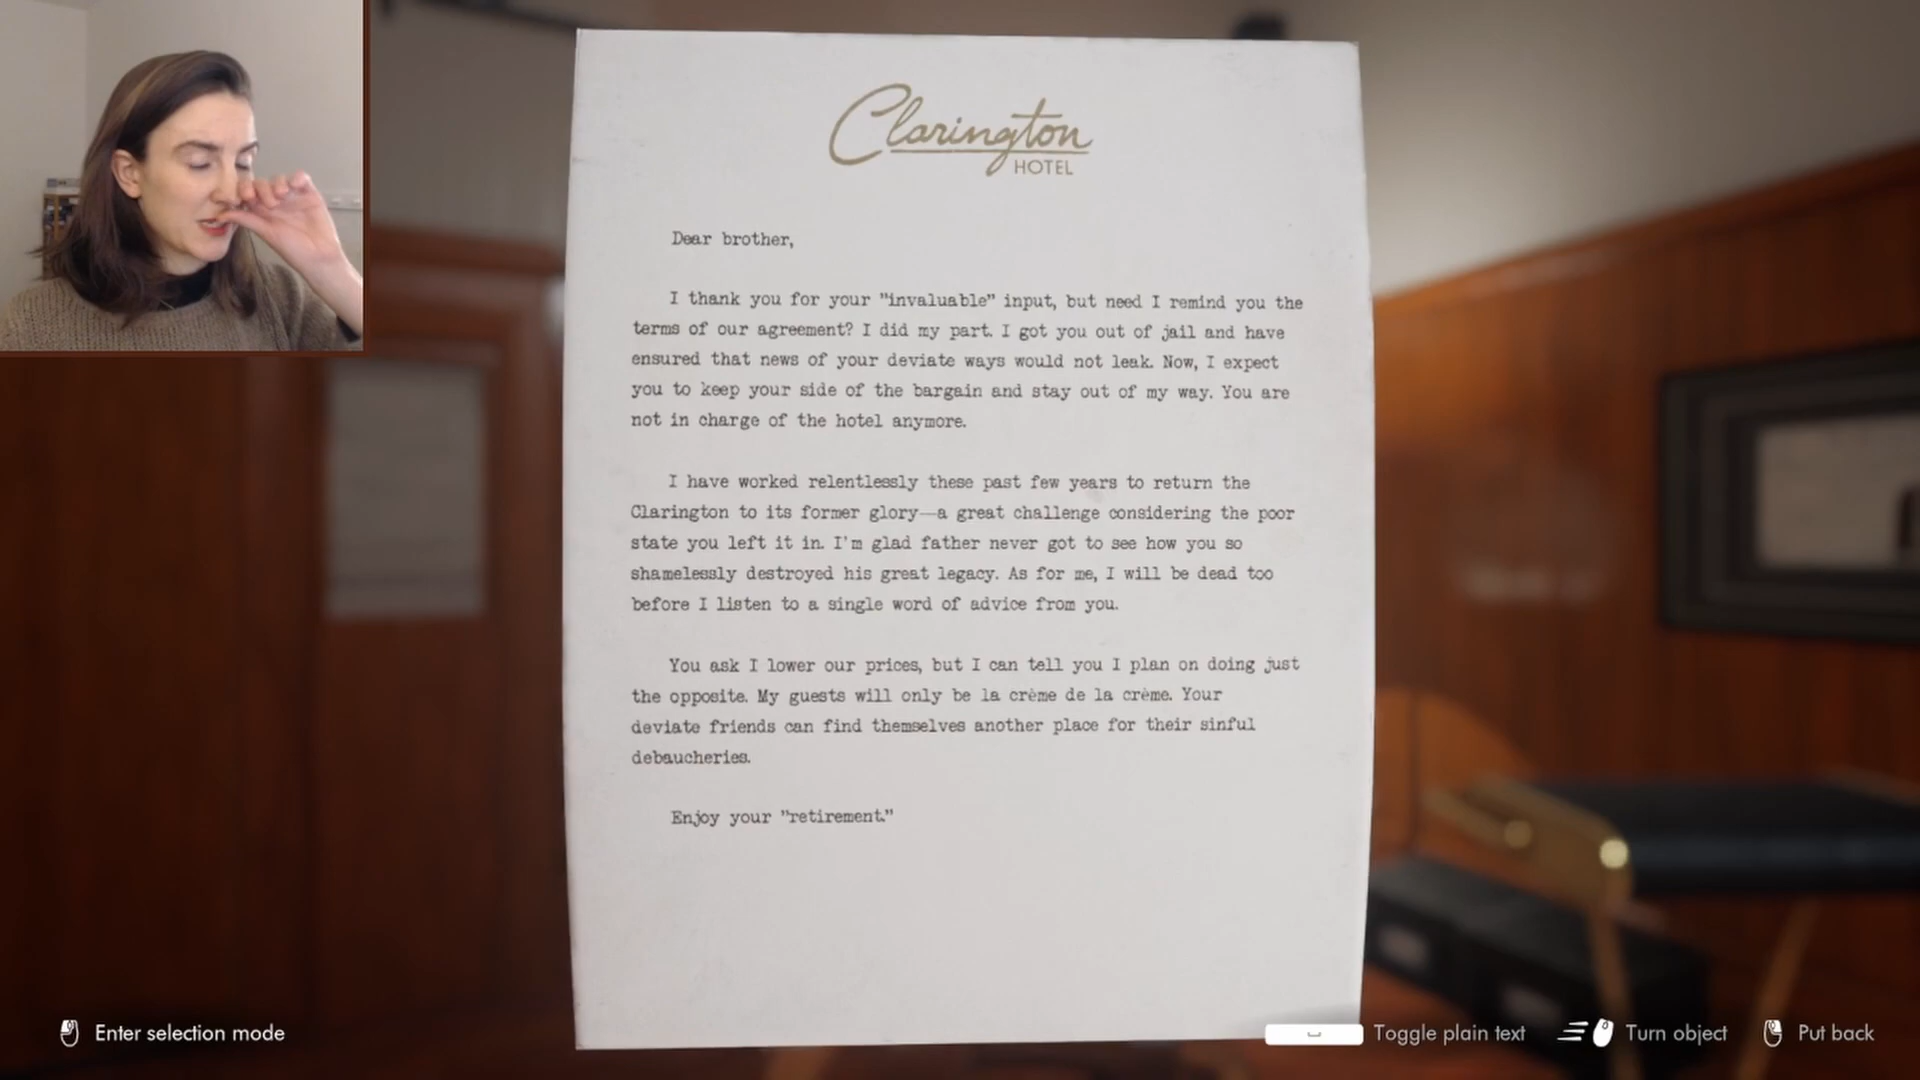 Clarington
HOTEL
Dear brother,
I thank you for your "invaluable" input, but need I remind you the
terms of our agreement? I did my part. I got you out of jail and have
ensured that news of your deviate ways would not leak. Now, I expect
you to keep your side of the bargain and stay out of my way. You are
not in charge of the hotel anymore.
I have worked relentlessly these past few years to return the
Clarington to its former glory—a great challenge considering the poor
state you left it in. I'm glad father never got to see how you so
shamelessly destroyed his great legacy. As for me, I will be dead too
before I listen to a single word of advice from you.
You ask I lower our prices, but I can tell you I plan on doing just
the opposite. My guests will only be la crème de la crème. Your
deviate friends can find themselves another place for their sinful
debaucheries.
Enjoy your "retirement."
Enter selection mode
Toggle plain text
Turn object
Put back